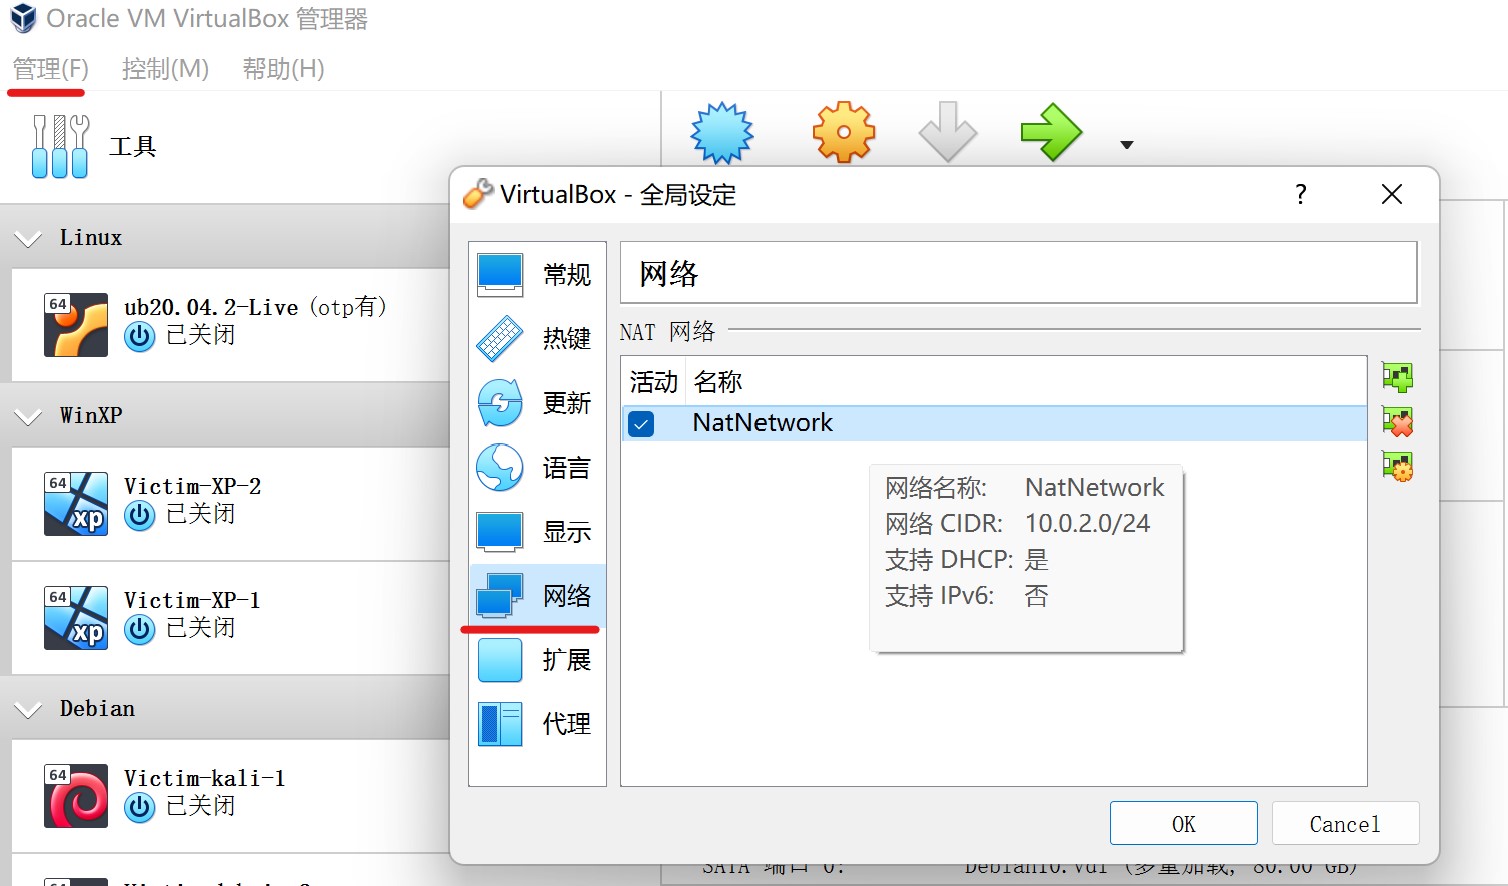 Oracle VM VirtualBox 管理器
管理(F) 控制(M) 帮助(H)
工具
Linux
64
ub20.04.2-Live (otp有)
已关闭
WinXP
64
xp
Victim-XP-2
已关闭
64
xp
Victim-XP-1
已关闭
Debian
64
Victim-kali-1
已关闭
64
VirtualBox - 全局设定
?
常规
热键
更新
语言
显示
网络
扩展
代理
网络
NAT 网络
活动 名称
NatNetwork
网络名称: NatNetwork
网络 CIDR: 10.0.2.0/24
支持 DHCP: 是
支持 IPv6: 否
OK Cancel
SATA 端口 0: Debian10.vdi (多重加载, 80.00 GB)